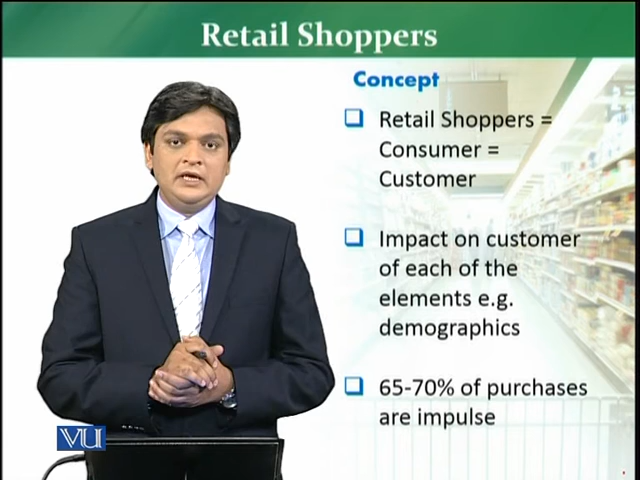 Retail Shoppers
Concept
Retail Shoppers =
Consumer =
Customer
Impact on customer
of each of the
elements e.g.
demographics
65-70% of purchases
are impulse
VU